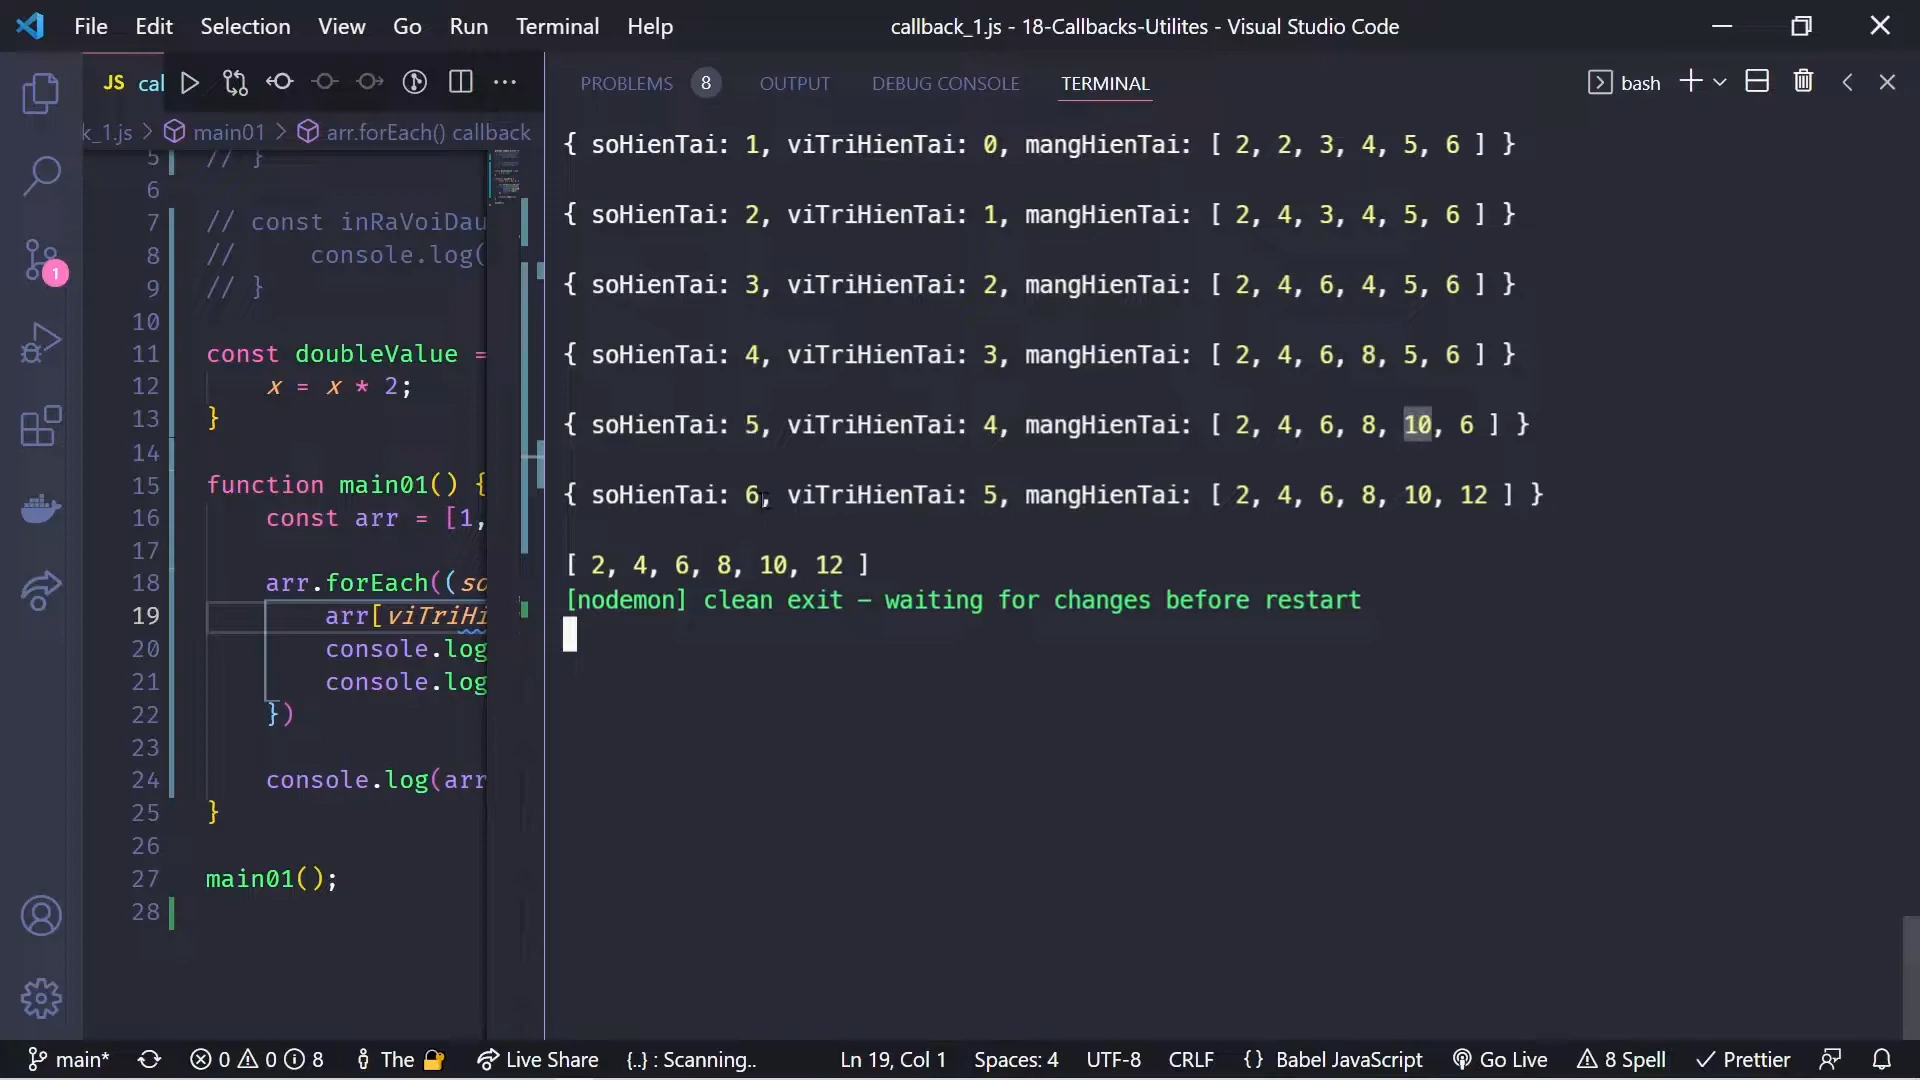 File Edit Selection View Go Run Terminal Help
callback_1.js - 18-Callbacks-Utilites - Visual Studio Code
JS cal
PROBLEMS 8 OUTPUT DEBUG CONSOLE TERMINAL
bash
k_1.js > main01 > arr.forEach() callback
5 // }
6
7 // const inRaVoiDau
8 // console.log(
9 // }
10
11 const doubleValue =
12 x = x * 2;
13 }
14
15 function main01() {
16 const arr = [1,
17
18 arr.forEach((so
19 arr[viTriHi
20 console.log
21 console.log
22 })
23
24 console.log(arr
25 }
26
27 main01();
28
1
{ soHienTai: 1, viTriHienTai: 0, mangHienTai: [ 2, 2, 3, 4, 5, 6 ] }
{ soHienTai: 2, viTriHienTai: 1, mangHienTai: [ 2, 4, 3, 4, 5, 6 ] }
{ soHienTai: 3, viTriHienTai: 2, mangHienTai: [ 2, 4, 6, 4, 5, 6 ] }
{ soHienTai: 4, viTriHienTai: 3, mangHienTai: [ 2, 4, 6, 8, 5, 6 ] }
{ soHienTai: 5, viTriHienTai: 4, mangHienTai: [ 2, 4, 6, 8, 10, 6 ] }
{ soHienTai: 6, viTriHienTai: 5, mangHienTai: [ 2, 4, 6, 8, 10, 12 ] }
[ 2, 4, 6, 8, 10, 12 ]
[nodemon] clean exit - waiting for changes before restart
main* 0 0 8 The Live Share {..} : Scanning.. Ln 19, Col 1 Spaces: 4 UTF-8 CRLF {} Babel JavaScript Go Live 8 Spell Prettier